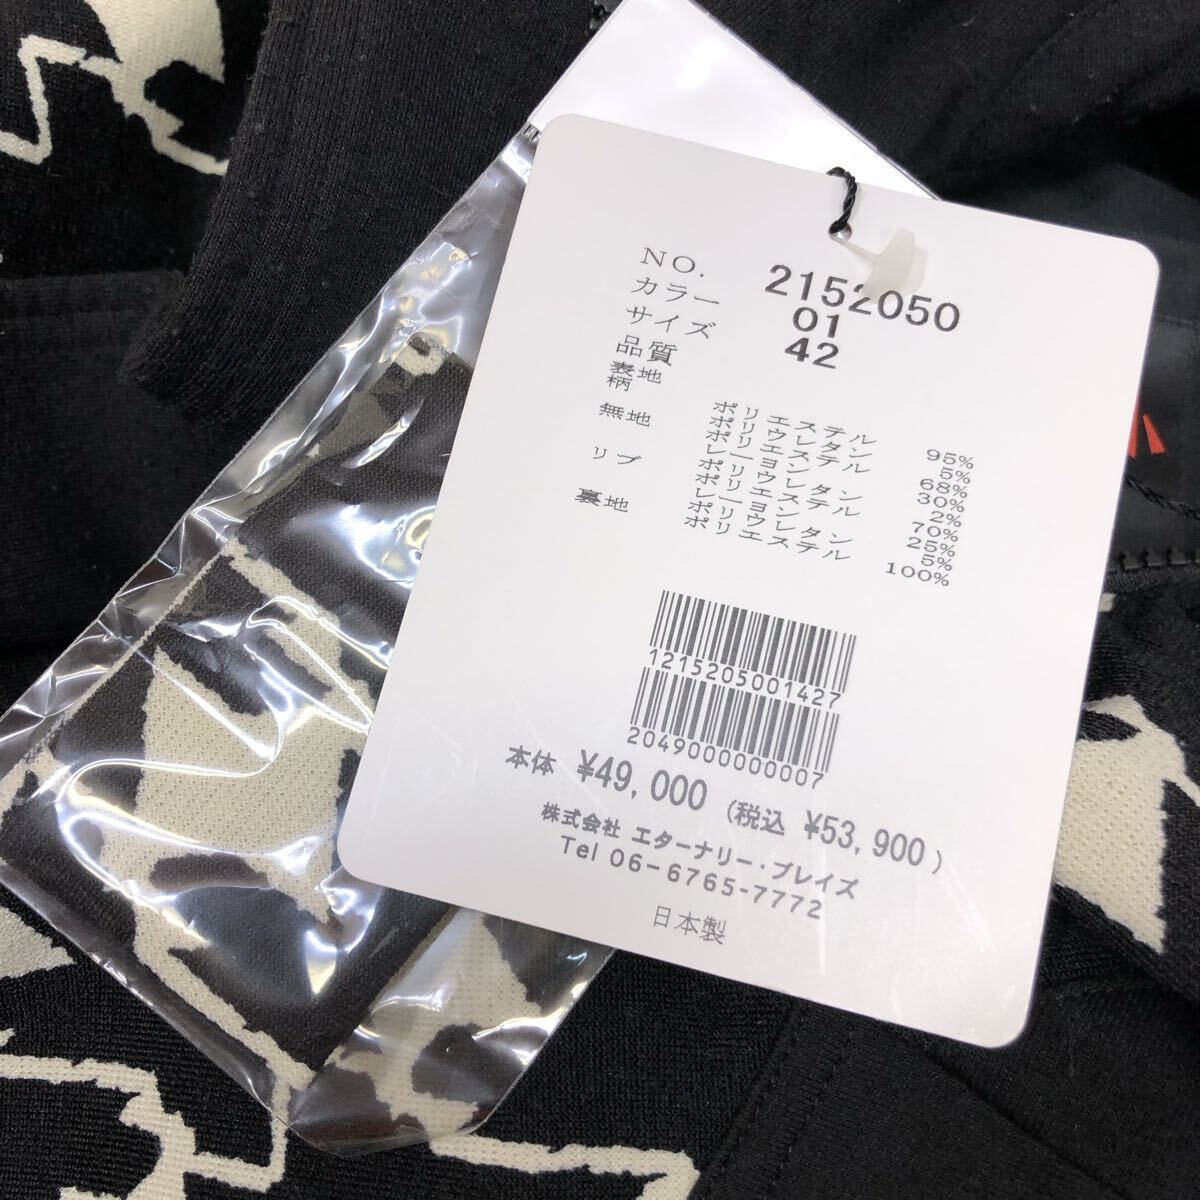 NO. 2152050
カラー 01
サイズ 42
品質
表地
柄 ポリエステル 95%
ポリウレタン 5%
無地 ポリエステル 68%
レーヨン 30%
ポリウレタン 2%
リブ ポリエステル 70%
レーヨン 25%
ポリウレタン 5%
裏地 ポリエステル 100%
1215205001427
2049000000007
本体 ¥49,000 (税込 ¥53,900)
株式会社 エターナリー・ブレイズ
Tel 06-6765-7772
日本製